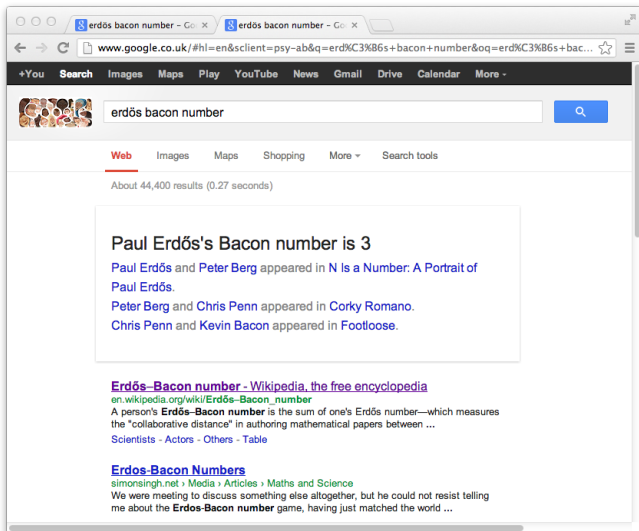 erdös bacon number – Go
erdös bacon number – Go
www.google.co.uk/#hl=en&sclient=psy-ab&q=erd%C3%B6s+bacon+number&oq=erd%C3%B6s+bac...
+You Search Images Maps Play YouTube News Gmail Drive Calendar More
erdös bacon number
Web Images Maps Shopping More Search tools
About 44,400 results (0.27 seconds)
Paul Erdős's Bacon number is 3
Paul Erdős and Peter Berg appeared in N Is a Number: A Portrait of
Paul Erdős.
Peter Berg and Chris Penn appeared in Corky Romano.
Chris Penn and Kevin Bacon appeared in Footloose.
Erdős–Bacon number - Wikipedia, the free encyclopedia
en.wikipedia.org/wiki/Erdős–Bacon_number
A person's Erdős–Bacon number is the sum of one's Erdős number—which measures
the "collaborative distance" in authoring mathematical papers between ...
Scientists - Actors - Others - Table
Erdos-Bacon Numbers
simonsingh.net › Media › Articles › Maths and Science
We were meeting to discuss something else altogether, but he could not resist telling
me about the Erdos-Bacon number game, having just matched the world ...